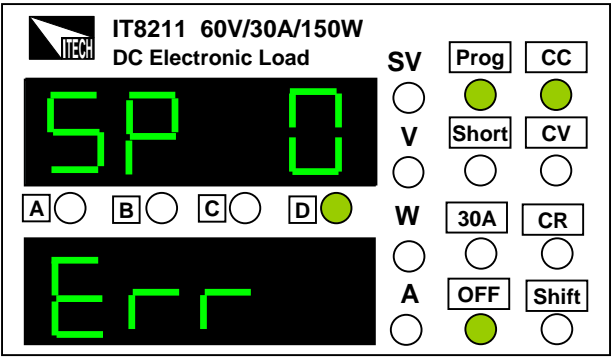 ITECH
IT8211 60V/30A/150W
DC Electronic Load
SV Prog CC
SP 0
V Short CV
A B C D
W 30A CR
Err
A OFF Shift